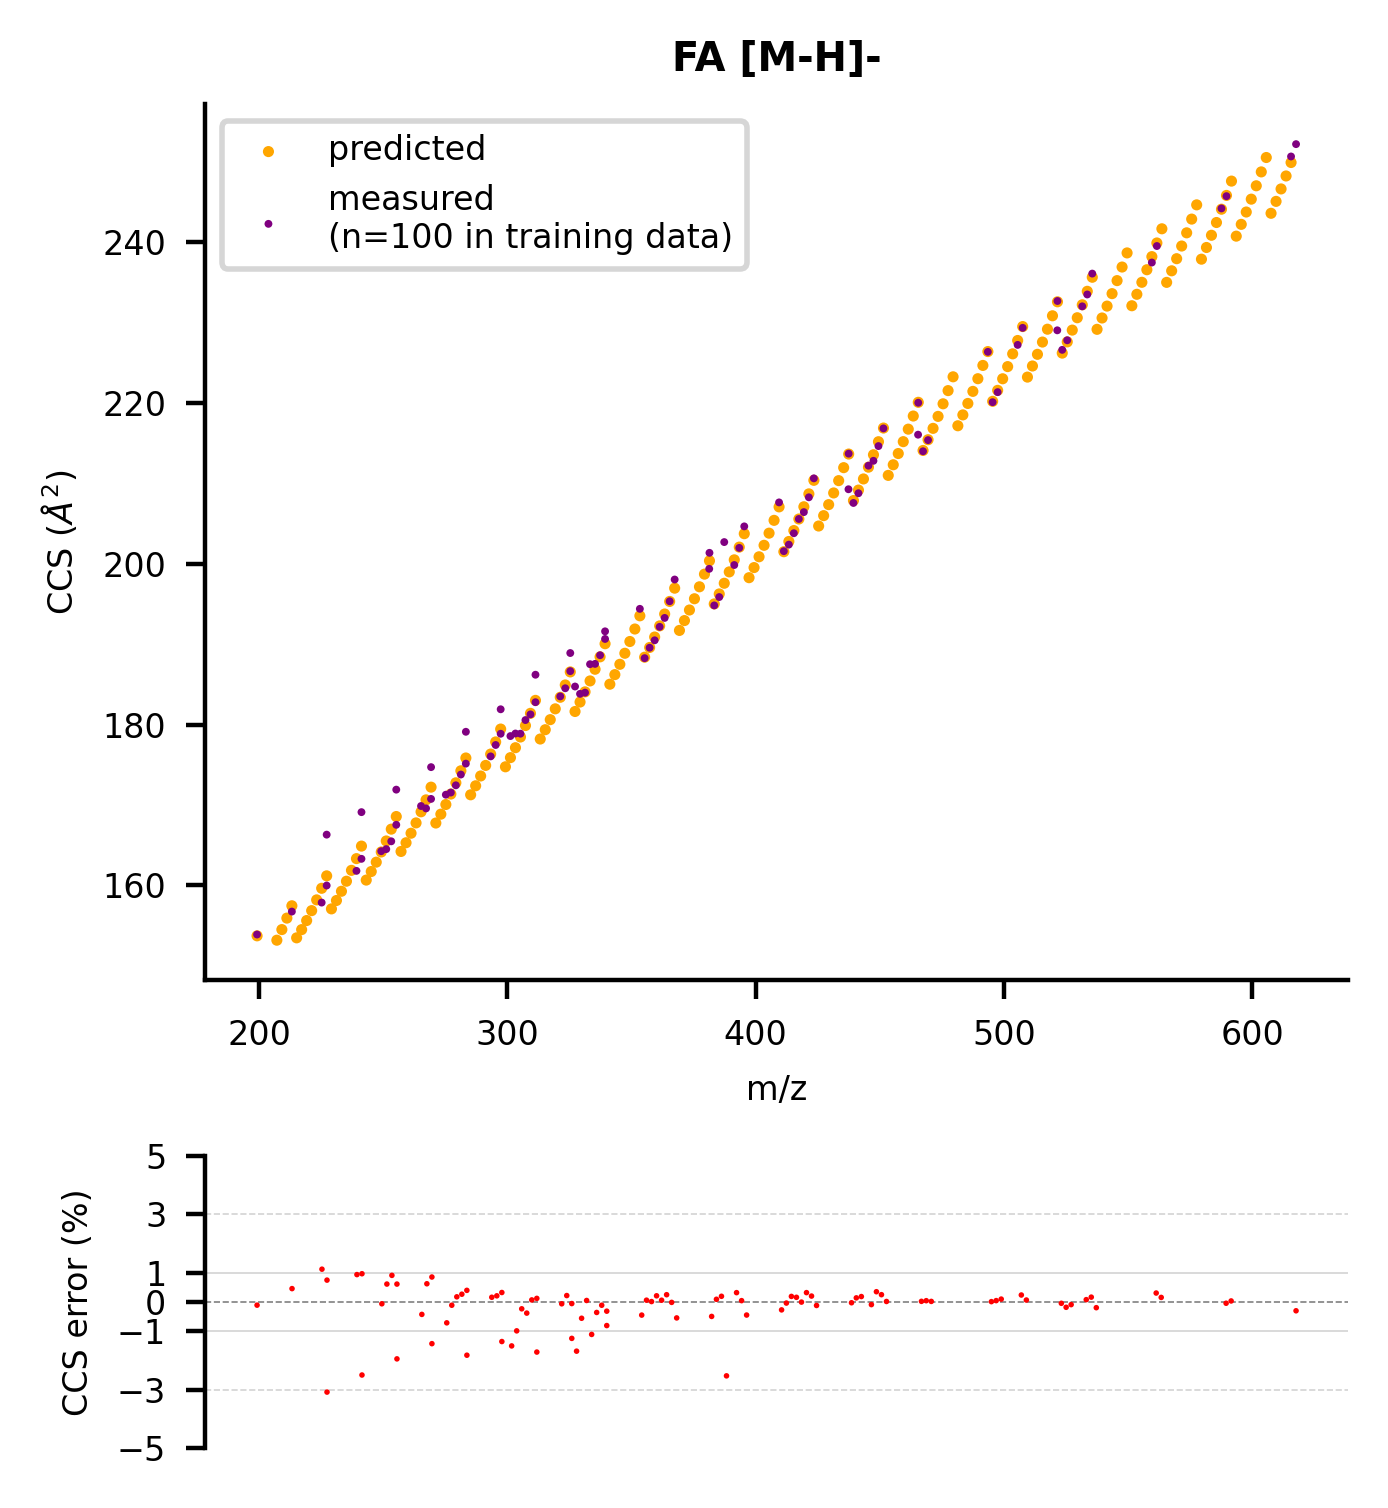 FA [M-H]-
predicted
measured
(n=100 in training data)
CCS (Å²)
240
220
200
180
160
200 300 400 500 600
m/z
CCS error (%)
5
3
1
0
−1
−3
−5